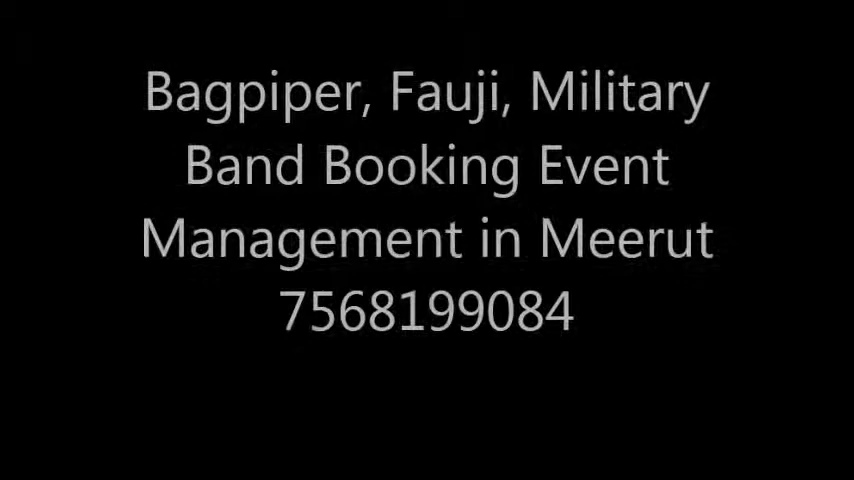 Bagpiper, Fauji, Military
Band Booking Event
Management in Meerut
7568199084